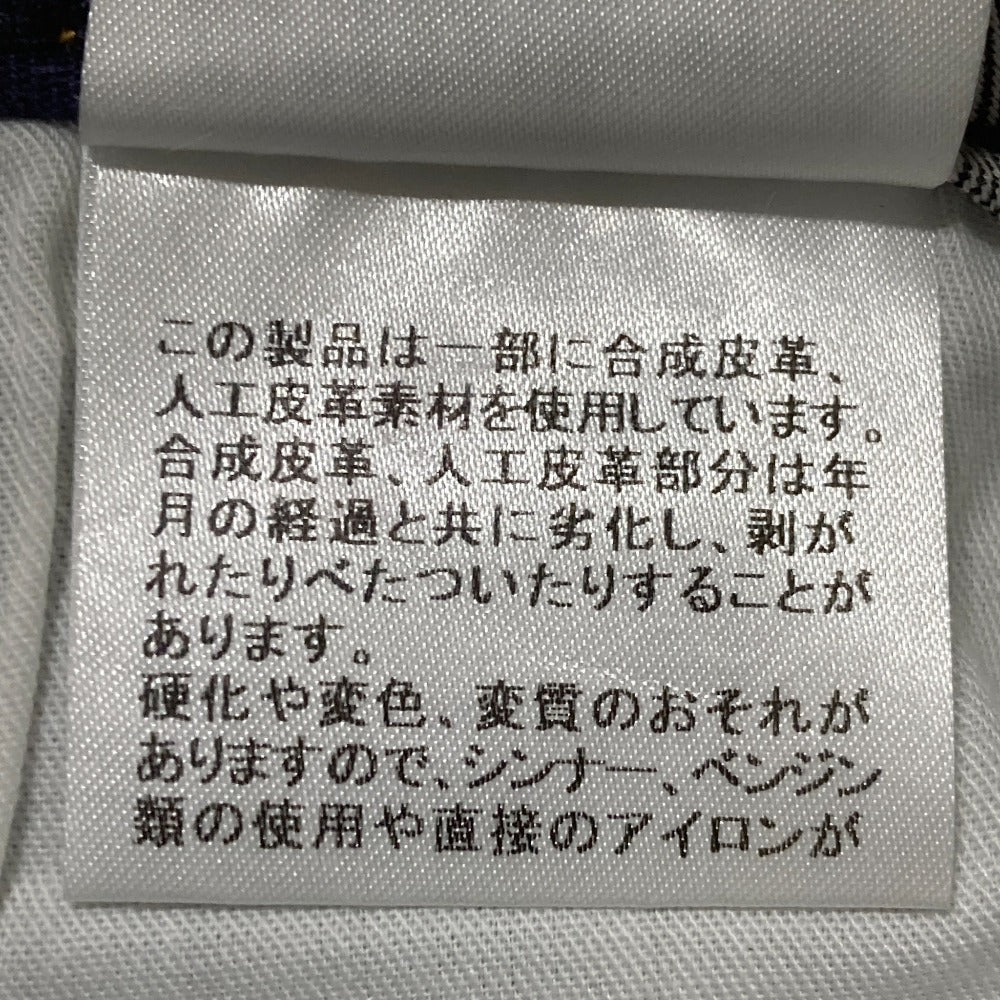 この製品は一部に合成皮革、
人工皮革素材を使用しています。
合成皮革、人工皮革部分は年
月の経過と共に劣化し、剥が
れたりべたついたりすることが
あります。
硬化や変色、変質のおそれが
ありますので、シンナー、ベンジン
類の使用や直接のアイロンが